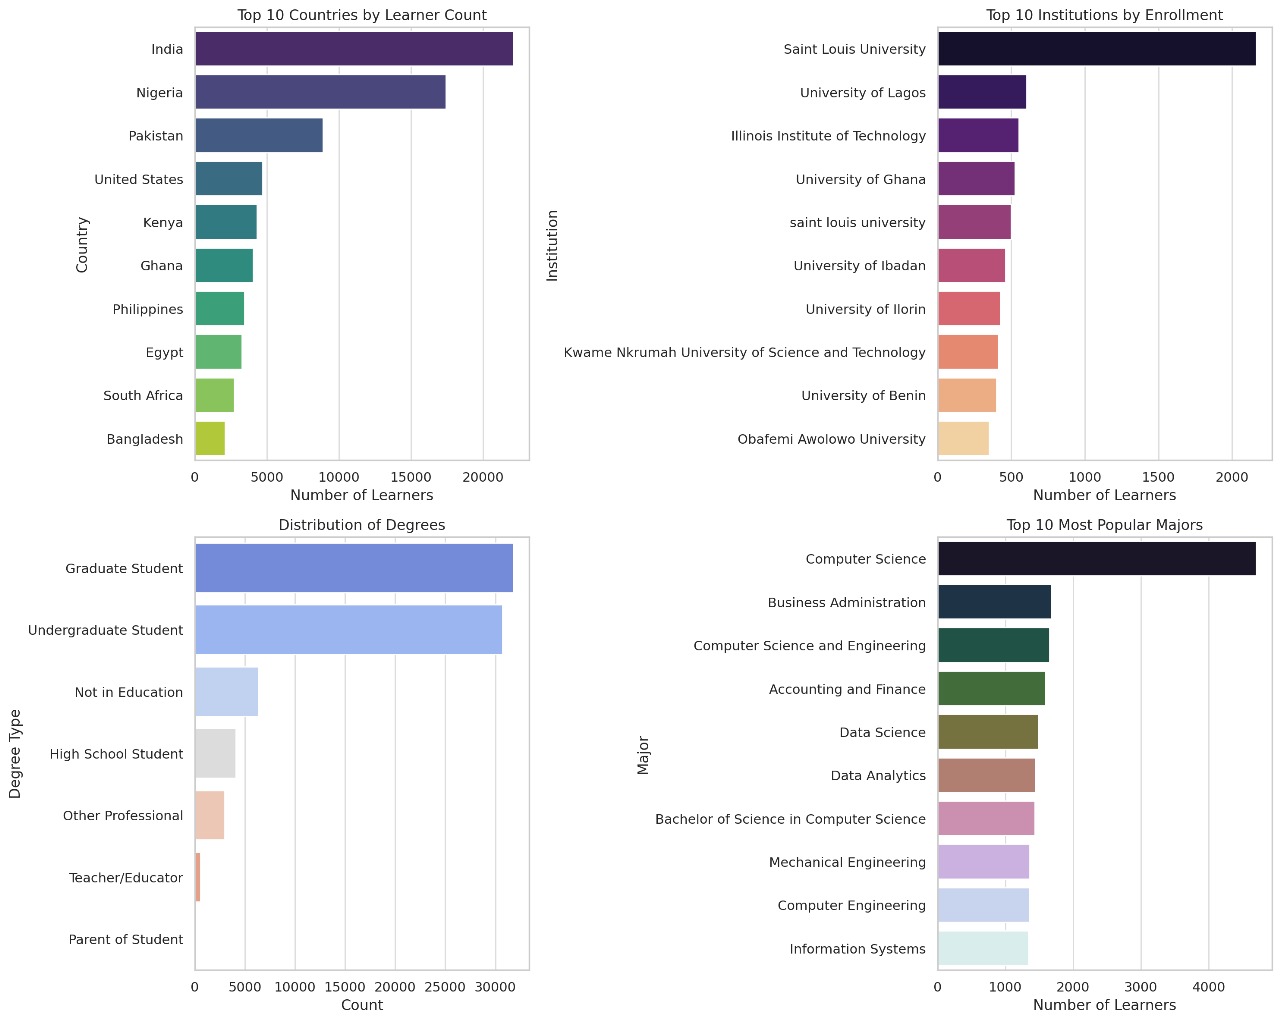 Top 10 Countries by Learner Count
Country
India
Nigeria
Pakistan
United States
Kenya
Ghana
Philippines
Egypt
South Africa
Bangladesh
0 5000 10000 15000 20000
Number of Learners
Top 10 Institutions by Enrollment
Institution
Saint Louis University
University of Lagos
Illinois Institute of Technology
University of Ghana
saint louis university
University of Ibadan
University of Ilorin
Kwame Nkrumah University of Science and Technology
University of Benin
Obafemi Awolowo University
0 500 1000 1500 2000
Number of Learners
Distribution of Degrees
Degree Type
Graduate Student
Undergraduate Student
Not in Education
High School Student
Other Professional
Teacher/Educator
Parent of Student
0 5000 10000 15000 20000 25000 30000
Count
Top 10 Most Popular Majors
Major
Computer Science
Business Administration
Computer Science and Engineering
Accounting and Finance
Data Science
Data Analytics
Bachelor of Science in Computer Science
Mechanical Engineering
Computer Engineering
Information Systems
0 1000 2000 3000 4000
Number of Learners